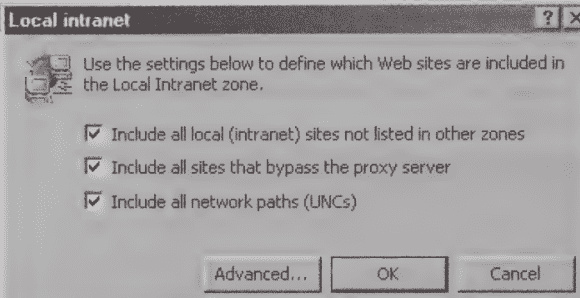 Local intranet
Use the settings below to define which Web sites are included in
the Local Intranet zone.
Include all local (intranet) sites not listed in other zones
Include all sites that bypass the proxy server
Include all network paths (UNCs)
Advanced... OK Cancel